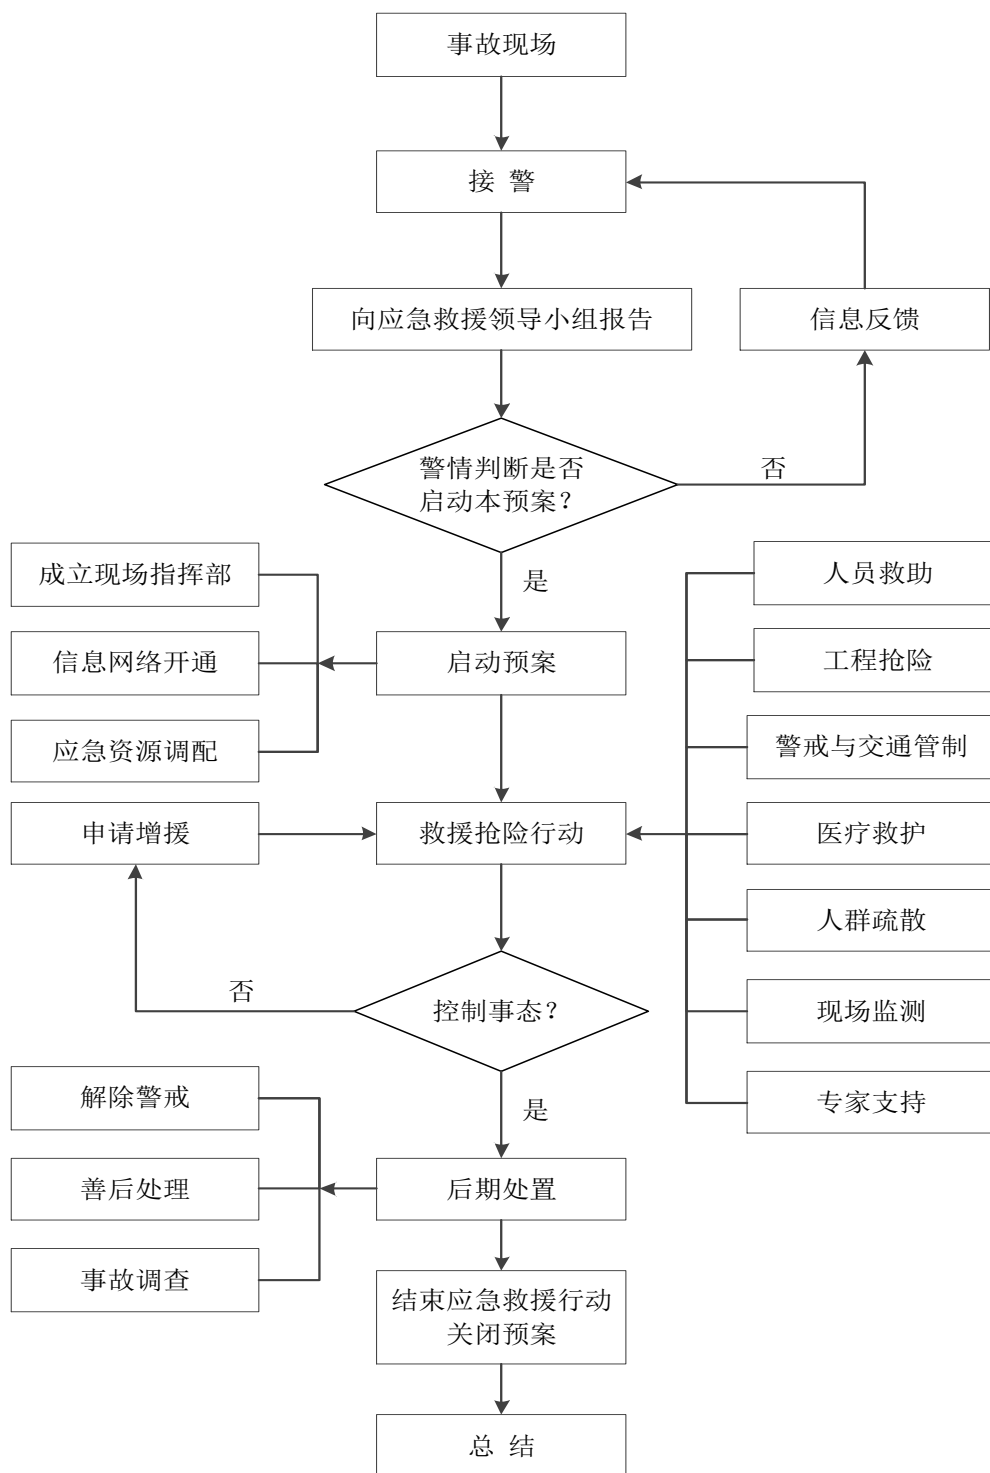 事故现场
接 警
向应急救援领导小组报告
信息反馈
警情判断是否
启动本预案？
否
是
成立现场指挥部
信息网络开通
应急资源调配
启动预案
人员救助
工程抢险
警戒与交通管制
医疗救护
人群疏散
现场监测
专家支持
申请增援
救援抢险行动
否
控制事态？
是
解除警戒
善后处理
事故调查
后期处置
结束应急救援行动
关闭预案
总 结